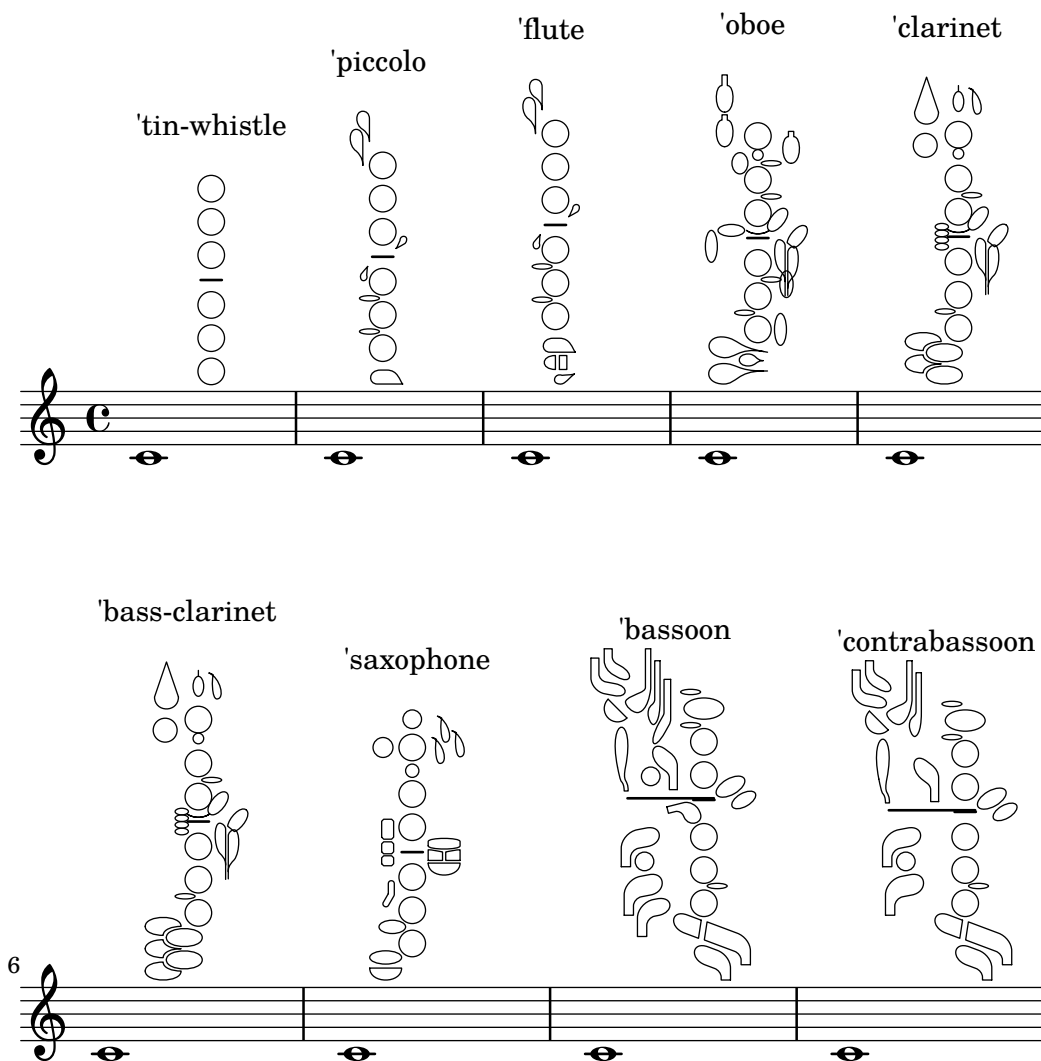 'tin-whistle
'piccolo
'flute
'oboe
'clarinet
6
'bass-clarinet
'saxophone
'bassoon
'contrabassoon